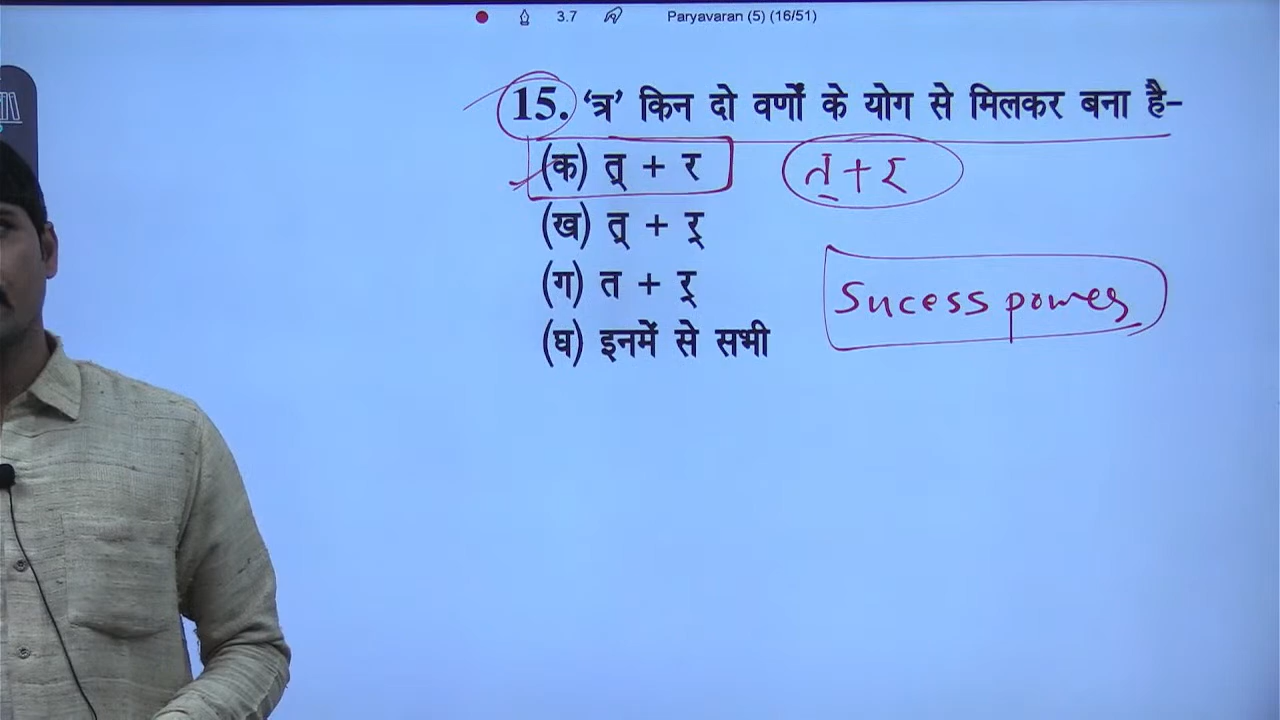 3.7 Paryavaran (5) (16/51)
15. ‘त्र’ किन दो वर्णों के योग से मिलकर बना है-
(क) त् + र
त् + र
(ख) त् + र्
(ग) त + र्
Sucess power
(घ) इनमें से सभी